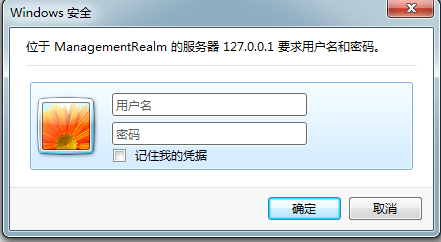 Windows 安全
位于 ManagementRealm 的服务器 127.0.0.1 要求用户名和密码。
用户名
密码
记住我的凭据
确定
取消